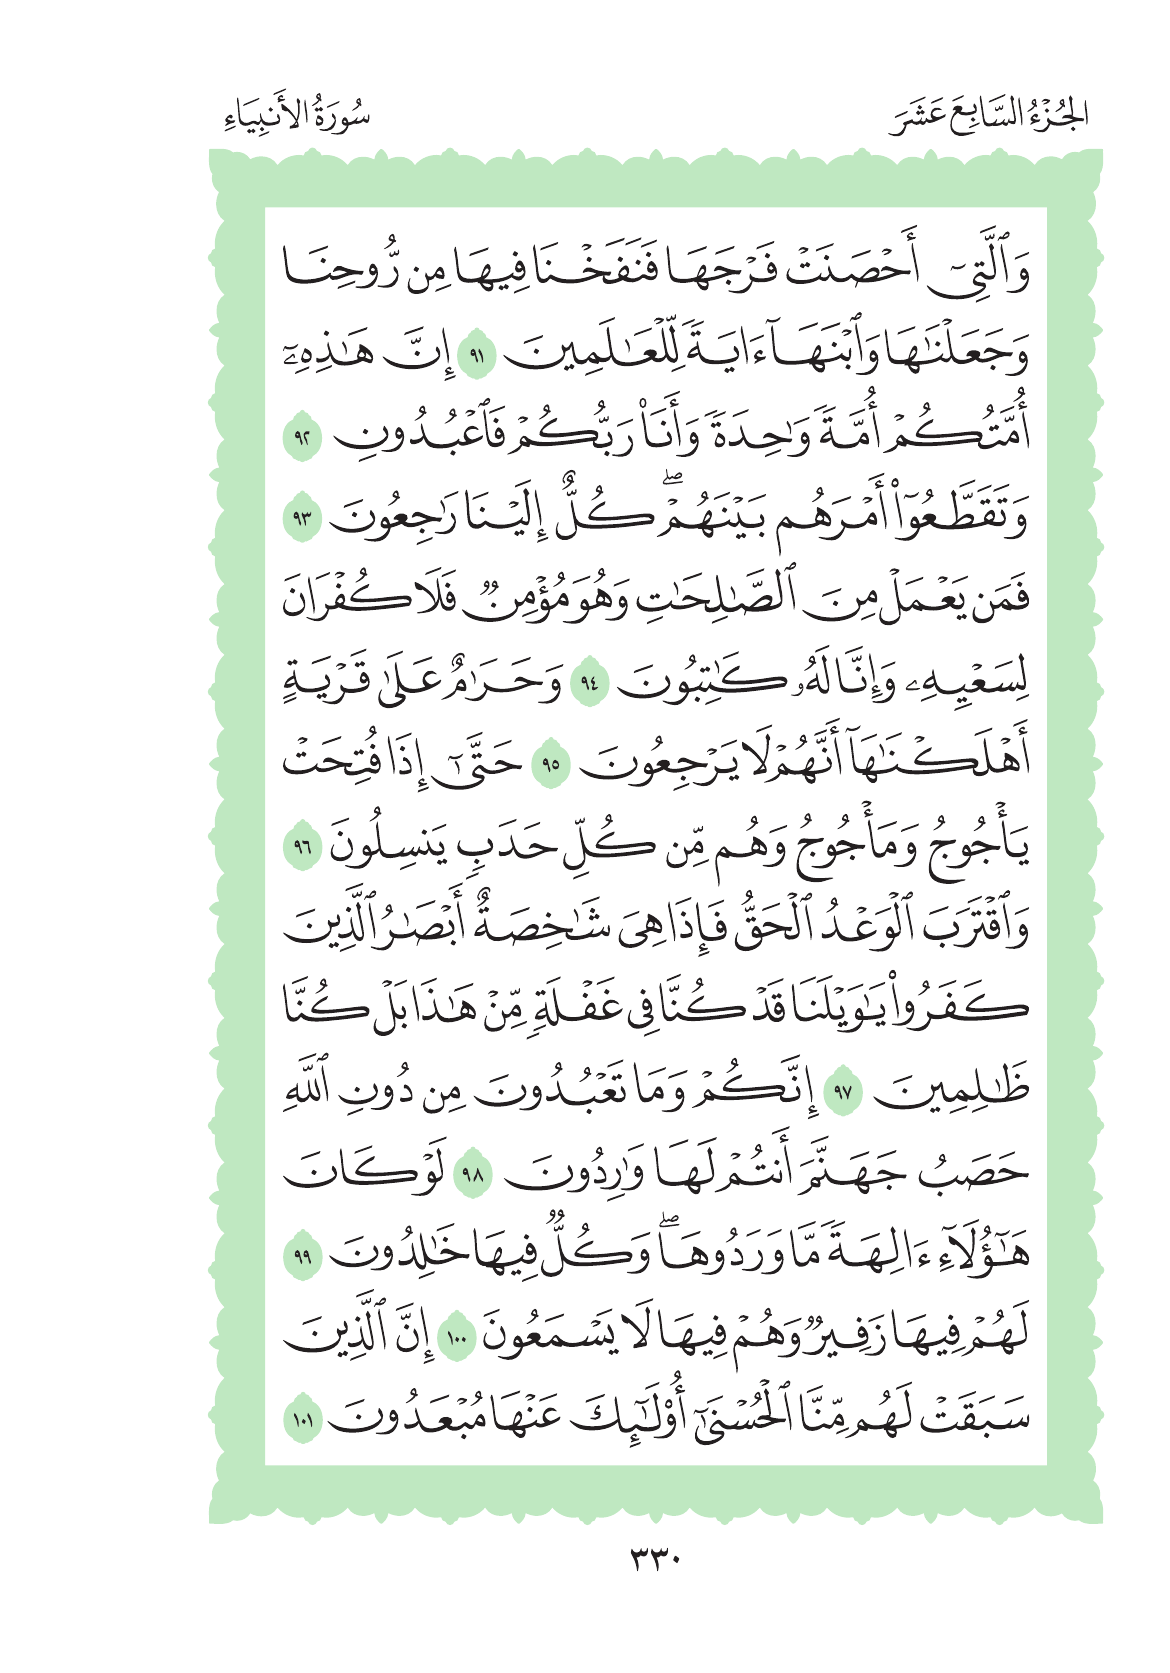 الجُزْءُ السَّابِعَ عَشَرَ
سُورَةُ الأَنبِيَاءِ
وَٱلَّتِىٓ أَحْصَنَتْ فَرْجَهَا فَنَفَخْنَا فِيهَا مِن رُّوحِنَا
وَجَعَلْنَٰهَا وَٱبْنَهَآ ءَايَةً لِّلْعَٰلَمِينَ ٩١ إِنَّ هَٰذِهِۦٓ
أُمَّتُكُمْ أُمَّةً وَٰحِدَةً وَأَنَا۠ رَبُّكُمْ فَٱعْبُدُونِ ٩٢
وَتَقَطَّعُوٓا۟ أَمْرَهُم بَيْنَهُمْ ۖ كُلٌّ إِلَيْنَا رَٰجِعُونَ ٩٣
فَمَن يَعْمَلْ مِنَ ٱلصَّٰلِحَٰتِ وَهُوَ مُؤْمِنٌ فَلَا كُفْرَانَ
لِسَعْيِهِۦ وَإِنَّا لَهُۥ كَٰتِبُونَ ٩٤ وَحَرَٰمٌ عَلَىٰ قَرْيَةٍ
أَهْلَكْنَٰهَآ أَنَّهُمْ لَا يَرْجِعُونَ ٩٥ حَتَّىٰٓ إِذَا فُتِحَتْ
يَأْجُوجُ وَمَأْجُوجُ وَهُم مِّن كُلِّ حَدَبٍ يَنسِلُونَ ٩٦
وَٱقْتَرَبَ ٱلْوَعْدُ ٱلْحَقُّ فَإِذَا هِىَ شَٰخِصَةٌ أَبْصَٰرُ ٱلَّذِينَ
كَفَرُوا۟ يَٰوَيْلَنَا قَدْ كُنَّا فِى غَفْلَةٍ مِّنْ هَٰذَا بَلْ كُنَّا
ظَٰلِمِينَ ٩٧ إِنَّكُمْ وَمَا تَعْبُدُونَ مِن دُونِ ٱللَّهِ
حَصَبُ جَهَنَّمَ أَنتُمْ لَهَا وَٰرِدُونَ ٩٨ لَوْ كَانَ
هَٰٓؤُلَآءِ ءَالِهَةً مَّا وَرَدُوهَا ۖ وَكُلٌّ فِيهَا خَٰلِدُونَ ٩٩
لَهُمْ فِيهَا زَفِيرٌ وَهُمْ فِيهَا لَا يَسْمَعُونَ ١٠٠ إِنَّ ٱلَّذِينَ
سَبَقَتْ لَهُم مِّنَّا ٱلْحُسْنَىٰٓ أُو۟لَٰٓئِكَ عَنْهَا مُبْعَدُونَ ١٠١
٣٣٠